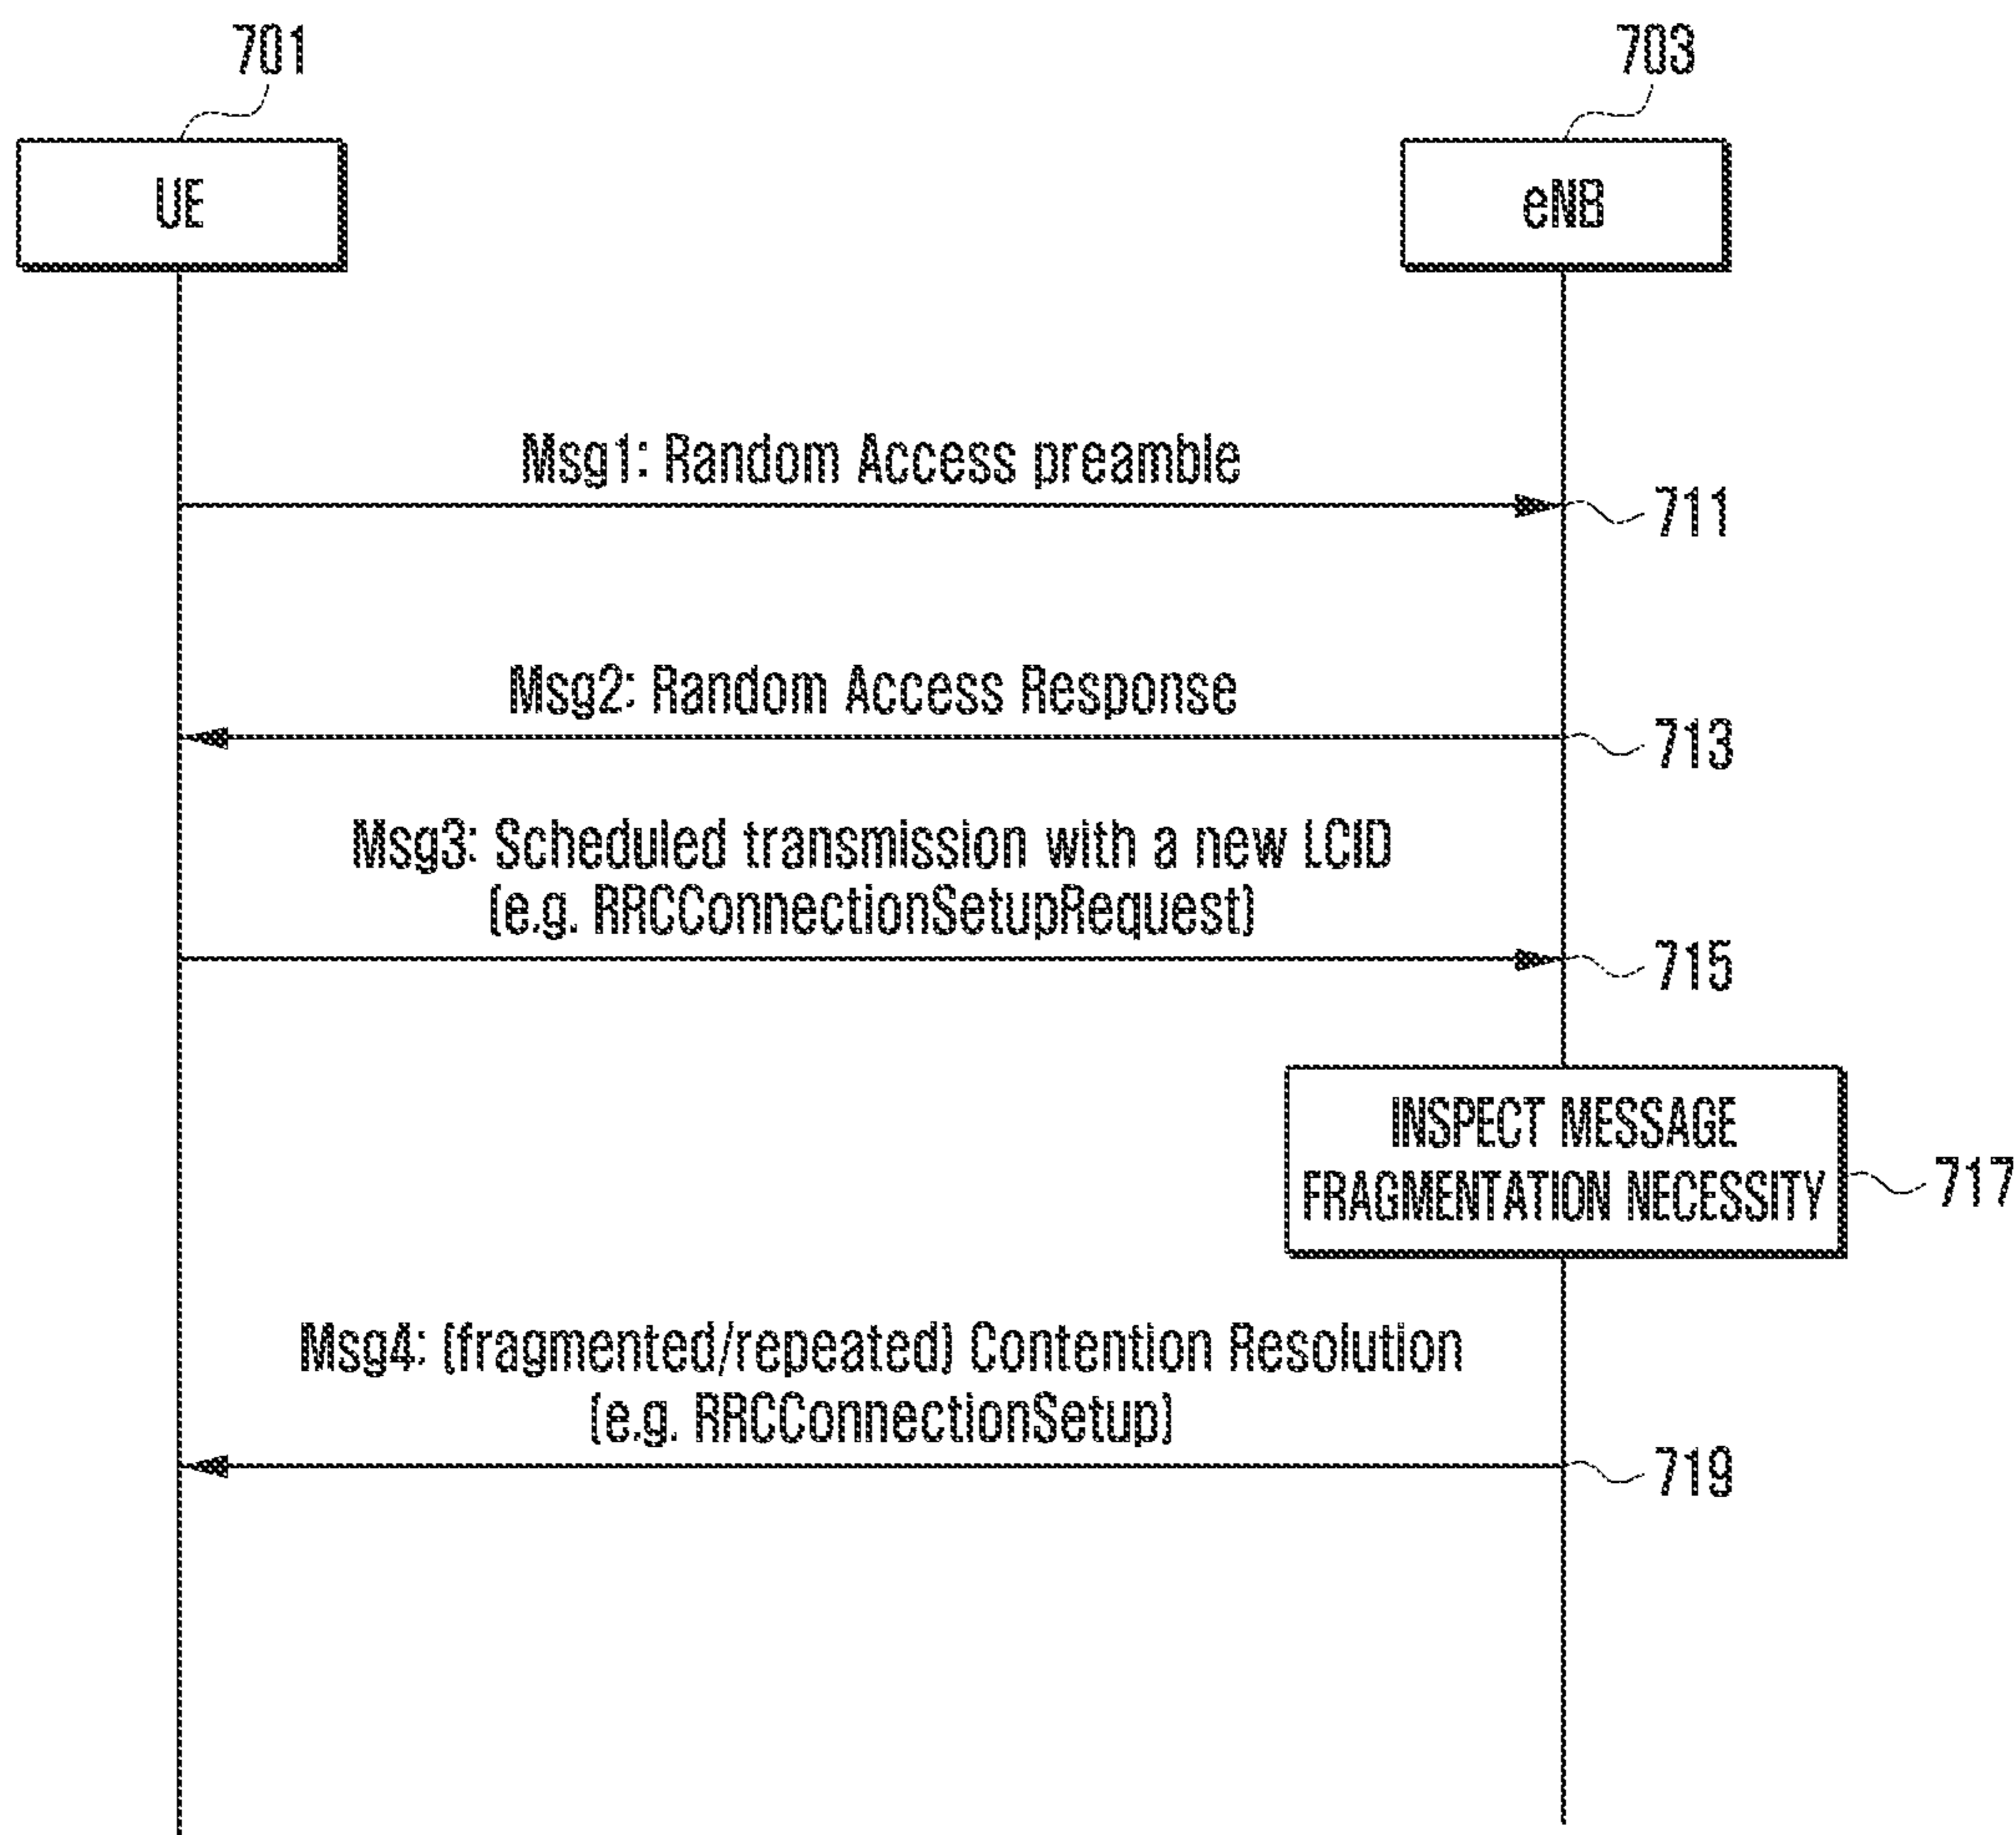 701
703
UE
eNB
Msg1: Random Access preamble
711
Msg2: Random Access Response
713
Msg3: Scheduled transmission with a new LCID
(e.g. RRCConnectionSetupRequest)
715
INSPECT MESSAGE
FRAGMENTATION NECESSITY
717
Msg4: (fragmented/repeated) Contention Resolution
(e.g. RRCConnectionSetup)
719